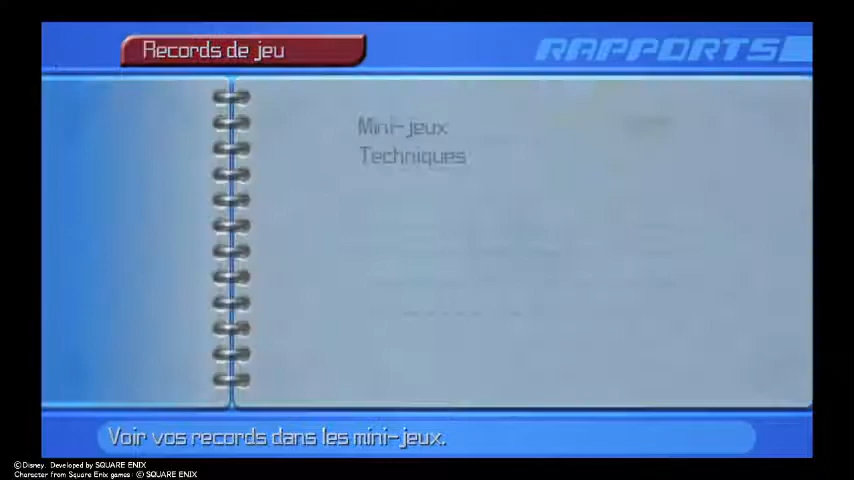 Records de jeu
RAPPORTS
Mini-jeux
Techniques
Voir vos records dans les mini-jeux.
©Disney. Developed by SQUARE ENIX
Character from Square Enix games: © SQUARE ENIX